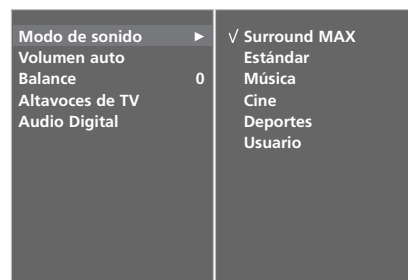 Modo de sonido ►
Volumen auto
Balance 0
Altavoces de TV
Audio Digital
√ Surround MAX
Estándar
Música
Cine
Deportes
Usuario